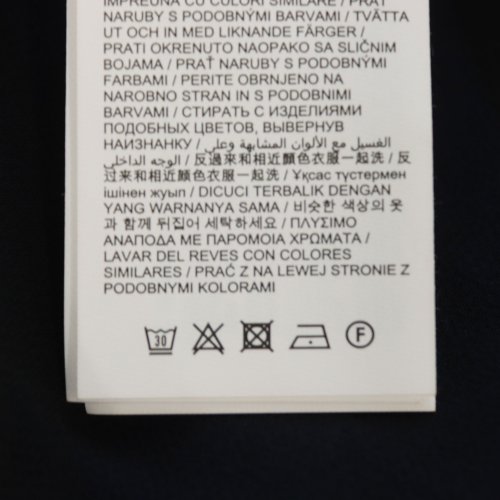 IMPREUNA CU CULORI SIMILARE / PRAT
NARUBY S PODOBNÝMI BARVAMI / TVÄTTA
UT OCH IN MED LIKNANDE FÄRGER /
PRATI OKRENUTO NAOPAKO SA SLIČNIM
BOJAMA / PRAŤ NARUBY S PODOBNÝMI
FARBAMI / PERITE OBRNJENO NA
NAROBNO STRAN IN S PODOBNIMI
BARVAMI / СТИРАТЬ С ИЗДЕЛИЯМИ
ПОДОБНЫХ ЦВЕТОВ, ВЫВЕРНУВ
НАИЗНАНКУ / الغسيل مع الألوان المشابهة وعلى
الوجه الداخلي / 反過來和相近顏色衣服一起洗 / 反
过来和相近颜色衣服一起洗 / Ұқсас түстермен
ішінен жуып / DICUCI TERBALIK DENGAN
YANG WARNANYA SAMA / 비슷한 색상의 옷
과 함께 뒤집어 세탁하세요 / ΠΛΥΣΙΜΟ
ΑΝΑΠΟΔΑ ΜΕ ΠΑΡΟΜΟΙΑ ΧΡΩΜΑΤΑ /
LAVAR DEL REVES CON COLORES
SIMILARES / PRAĆ Z NA LEWEJ STRONIE Z
PODOBNYMI KOLORAMI
30 F